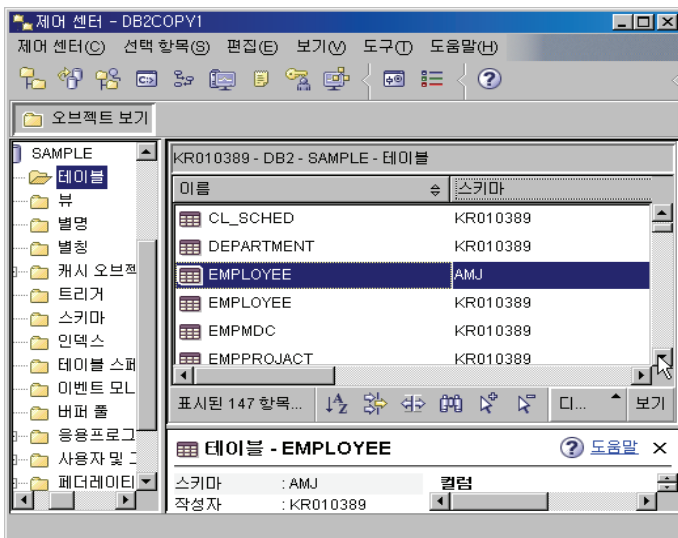 제어 센터 - DB2COPY1
제어 센터(C) 선택 항목(S) 편집(E) 보기(V) 도구(T) 도움말(H)
오브젝트 보기
SAMPLE
테이블
뷰
별명
별칭
캐시 오브젝
트리거
스키마
인덱스
테이블 스페
이벤트 모니
버퍼 풀
응용프로그
사용자 및
페더레이티
KR010389 - DB2 - SAMPLE - 테이블
이름 스키마
CL_SCHED KR010389
DEPARTMENT KR010389
EMPLOYEE AMJ
EMPLOYEE KR010389
EMPMDC KR010389
EMPPROJACT KR010389
표시된 147 항목... 디... 보기
테이블 - EMPLOYEE 도움말
스키마 : AMJ 컬럼
작성자 : KR010389